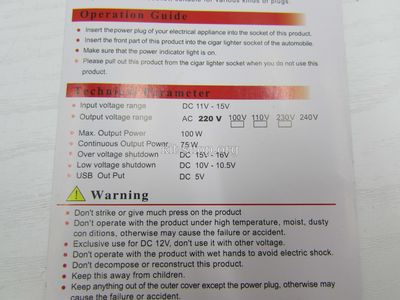 suitable for various kinds of plugs.
Operation Guide
Insert the power plug of your electrical appliance into the socket of this product.
Insert the front part of this product into the cigar lighter socket of the automobile.
Make sure that the power indicator light is on.
Please pull out this product from the cigar lighter socket when you do not use this
product.
Technical Parameter
Input voltage range DC 11V - 15V
Output voltage range AC 220 V 100V 110V 230V 240V
Max. Output Power 100 W
Continuous Output Power 75 W
Over voltage shutdown DC 15V - 16V
Low voltage shutdown DC 10V - 10.5V
USB Out Put DC 5V
Warning
Don't strike or give much press on the product
Don't operate with the product under high temperature, moist, dusty
con ditions, otherwise may cause the failure or accident.
Exclusive use for DC 12V, don't use it with other voltage.
Don't operate with the product with wet hands to avoid electric shock.
Don't decompose or reconstruct this product.
Keep this away from children.
Keep anything out of the outer cover except the power plug, otherwise may
cause the failure or accident.